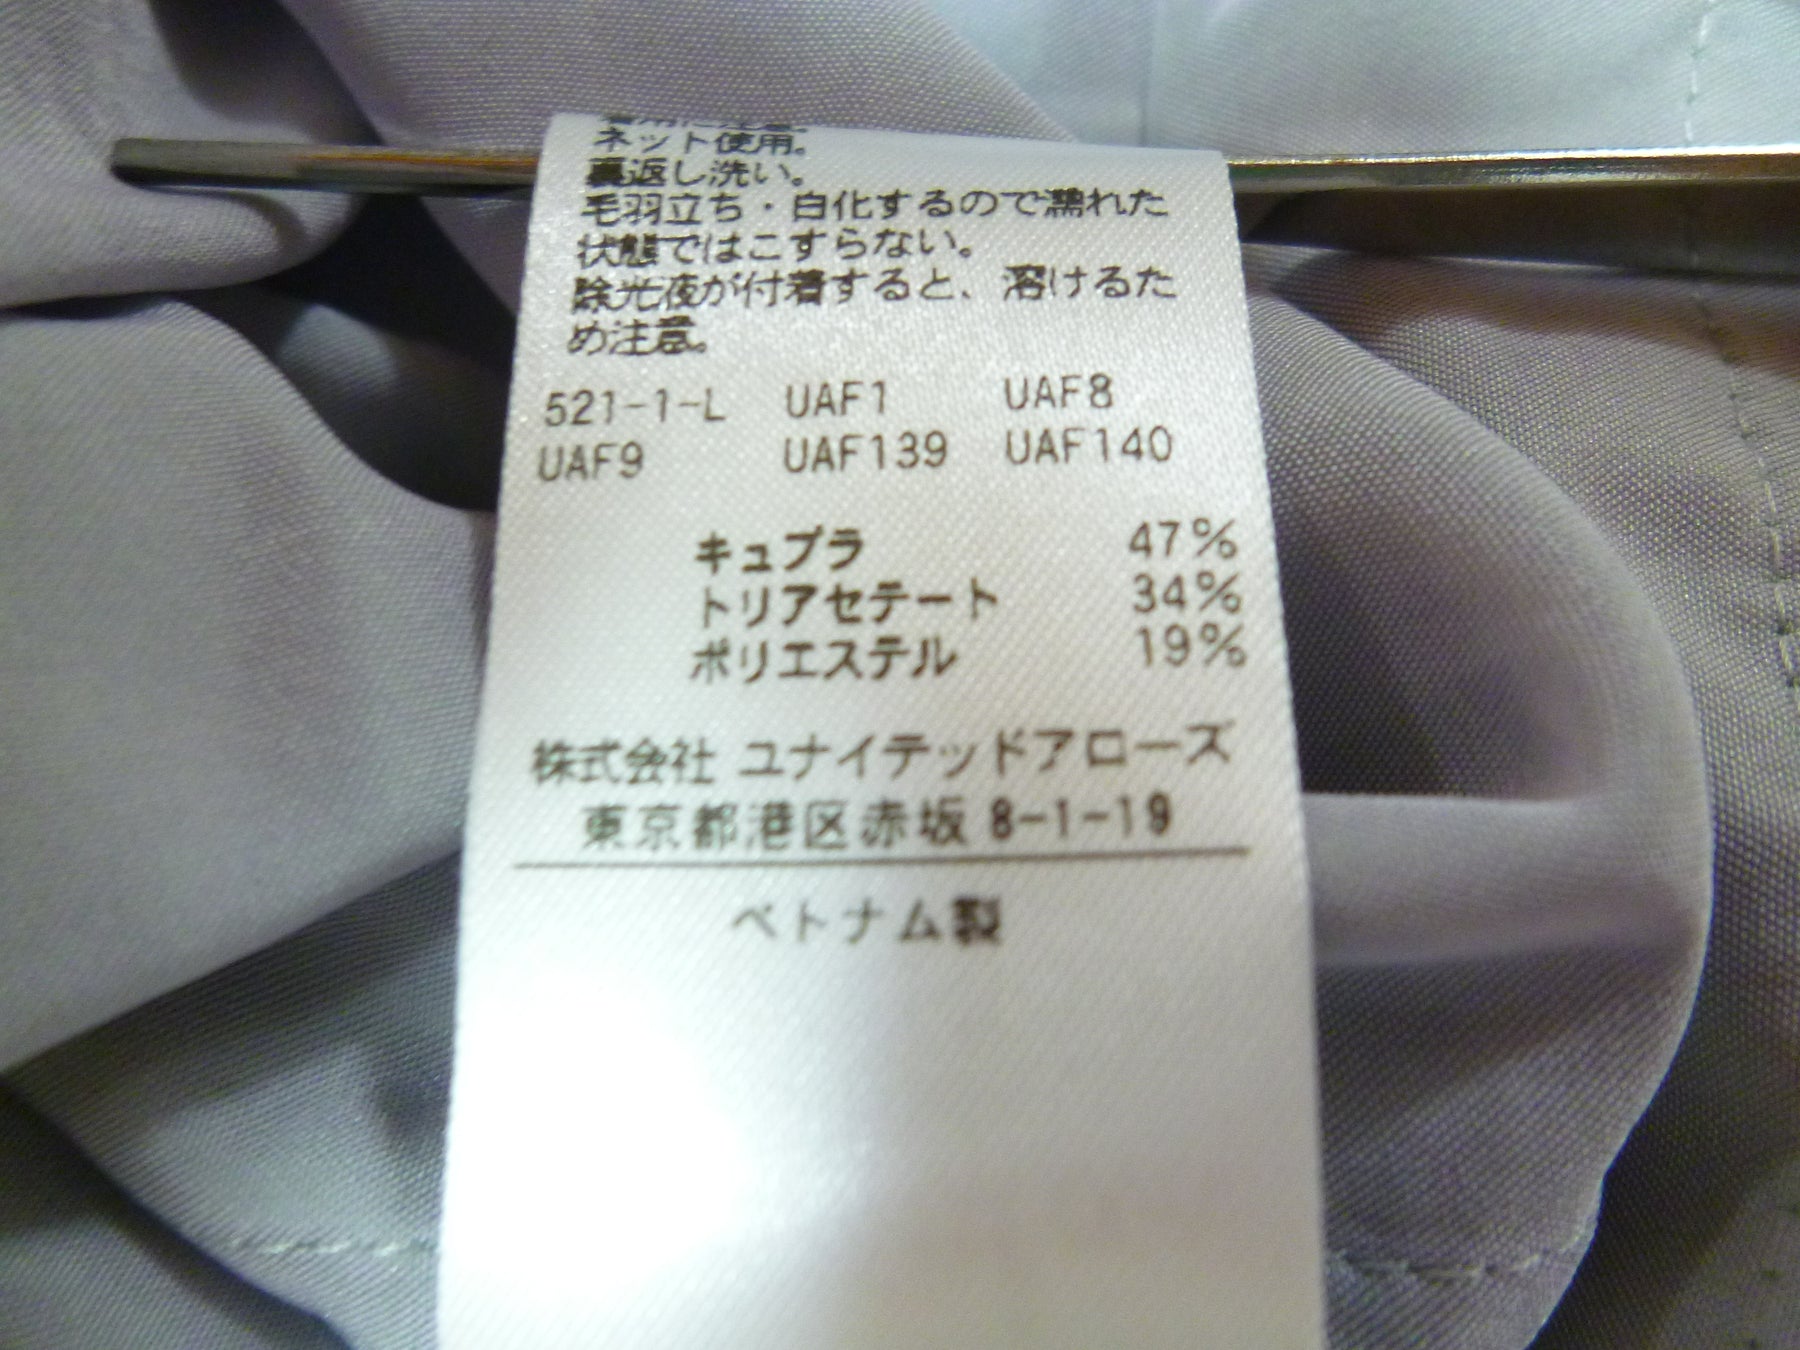 ネット使用。
裏返し洗い。
毛羽立ち・白化するので濡れた
状態ではこすらない。
除光液が付着すると、溶けるた
め注意。
521-1-L UAF1 UAF8
UAF9 UAF139 UAF140
キュプラ 47%
トリアセテート 34%
ポリエステル 19%
株式会社 ユナイテッドアローズ
東京都港区赤坂 8-1-19
ベトナム製